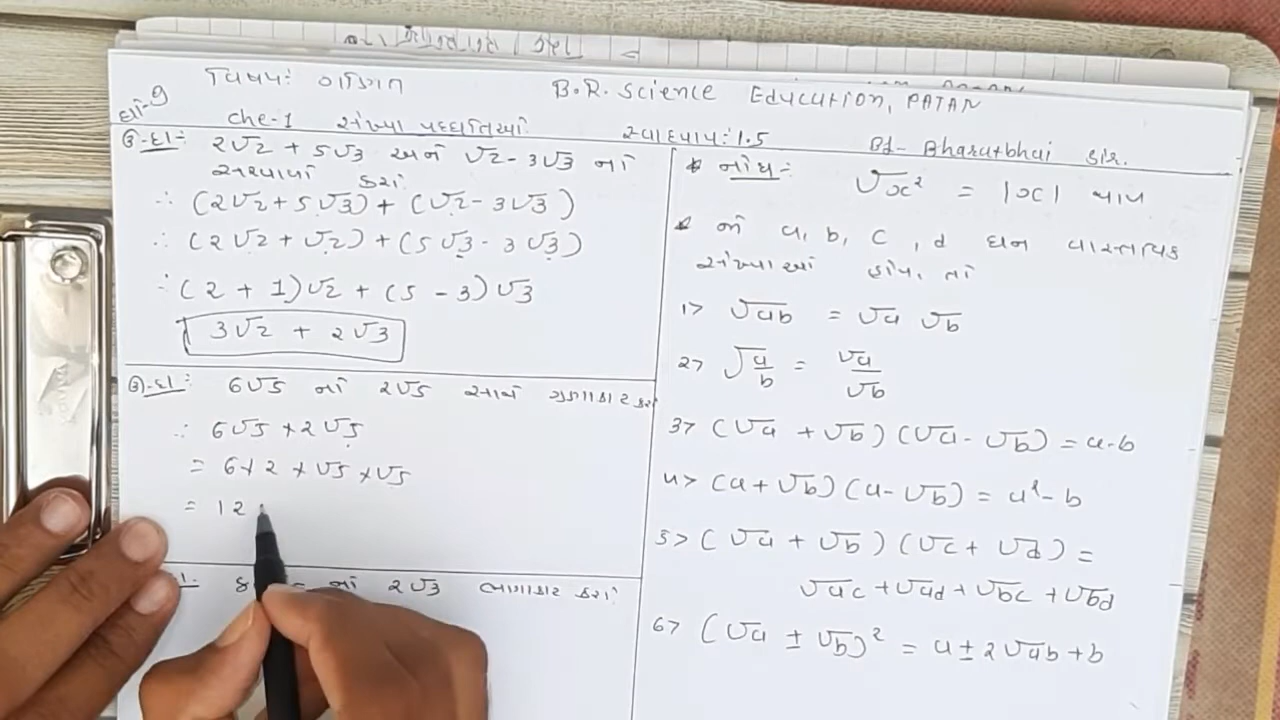 વિષય: ગણિત B.R. Science Education, PATAN
ધો-9
Che-1 સંખ્યા પદ્ધતિઓ સ્વાધ્યાય: 1.5 By- Bharatbhai Sir.
ઉ-દા: 2√2 + 5√3 અને √2 - 3√3 નો
સરવાળો કરો.
∴ (2√2 + 5√3) + (√2 - 3√3)
∴ (2√2 + √2) + (5√3 - 3√3)
∴ (2 + 1)√2 + (5 - 3)√3
3√2 + 2√3
ઉ-દા: 6√5 નો 2√5 સાથે ગુણાકાર કરો
∴ 6√5 × 2√5
= 6 × 2 × √5 × √5
= 12
નો 2√3 ભાગાકાર કરો
* નોંધ:- √x² = |x| થાય
* જો a, b, c, d ધન વાસ્તવિક
સંખ્યાઓ હોય, તો
1> √ab = √a √b
2> √a/b = √a/√b
3> (√a + √b) (√a - √b) = a-b
4> (a + √b) (a - √b) = a² - b
5> (√a + √b) (√c + √d) =
√ac + √ad + √bc + √bd
6> (√a ± √b)² = a ± 2√ab + b